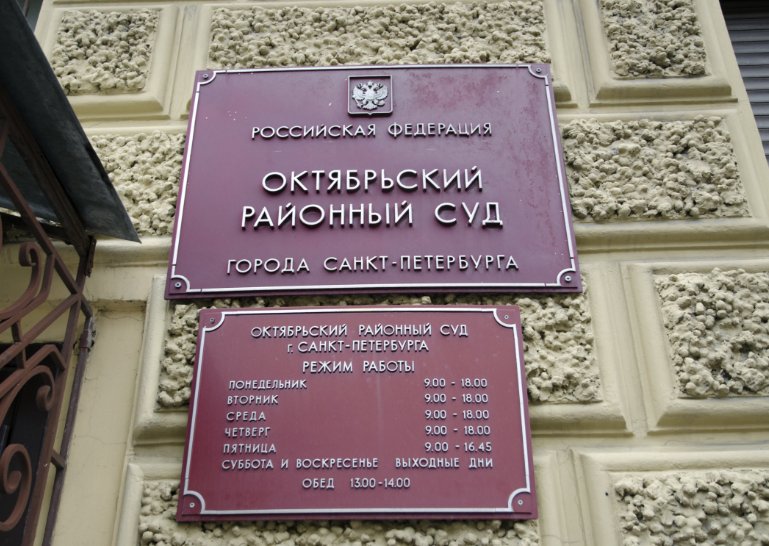 РОССИЙСКАЯ ФЕДЕРАЦИЯ
ОКТЯБРЬСКИЙ
РАЙОННЫЙ СУД
ГОРОДА САНКТ-ПЕТЕРБУРГА
ОКТЯБРЬСКИЙ РАЙОННЫЙ СУД
Г. САНКТ-ПЕТЕРБУРГА
РЕЖИМ РАБОТЫ
ПОНЕДЕЛЬНИК 9.00 - 18.00
ВТОРНИК 9.00 - 18.00
СРЕДА 9.00 - 18.00
ЧЕТВЕРГ 9.00 - 18.00
ПЯТНИЦА 9.00 - 16.45
СУББОТА И ВОСКРЕСЕНЬЕ ВЫХОДНЫЕ ДНИ
ОБЕД 13.00-14.00